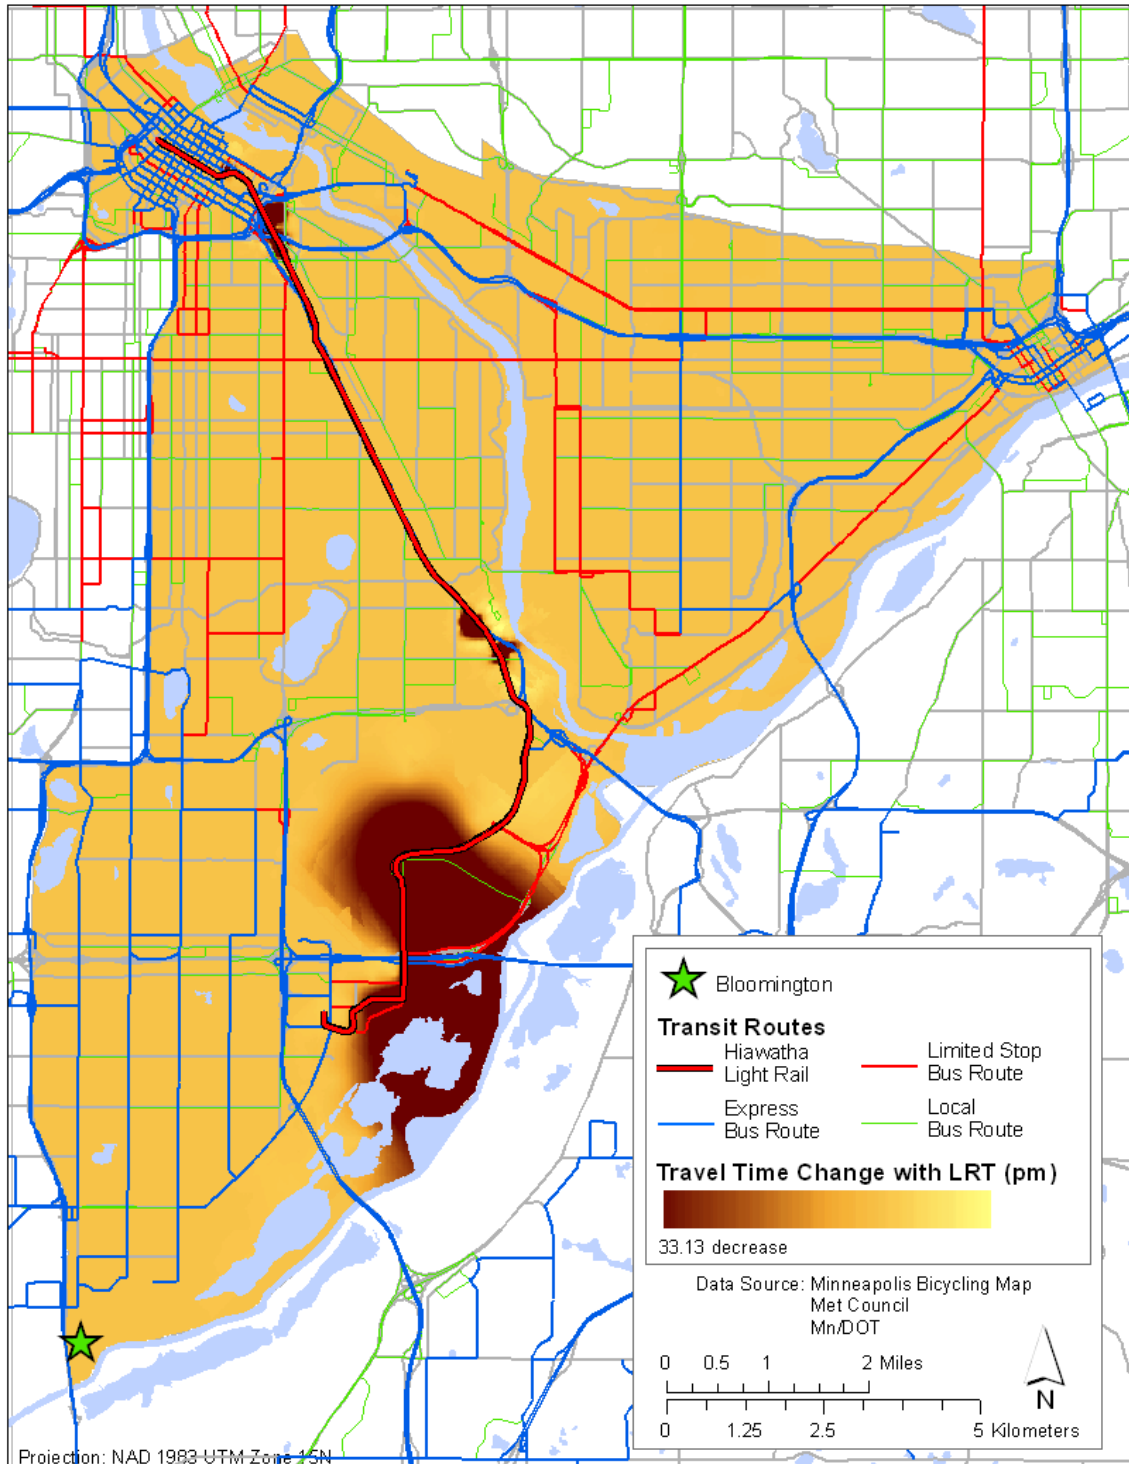 Bloomington
Transit Routes
Hiawatha
Light Rail
Limited Stop
Bus Route
Express
Bus Route
Local
Bus Route
Travel Time Change with LRT (pm)
33.13 decrease
Data Source: Minneapolis Bicycling Map
Met Council
Mn/DOT
0 0.5 1 2 Miles
0 1.25 2.5 5 Kilometers
N
Projection: NAD 1983 UTM Zone 15N